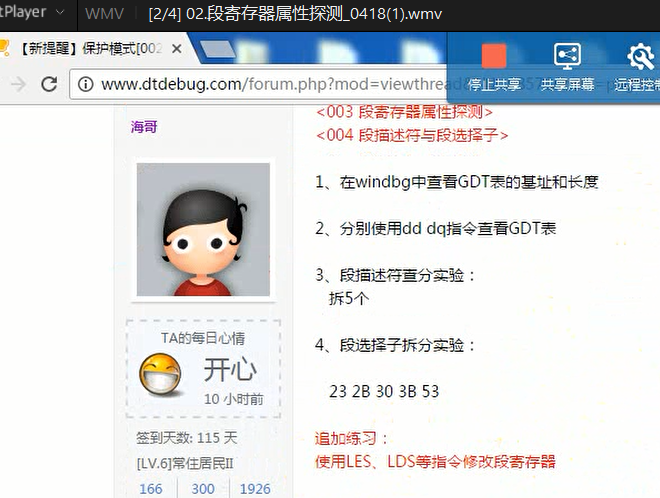 tPlayer
WMV
[2/4] 02.段寄存器属性探测_0418(1).wmv
【新提醒】保护模式[002
www.dtdebug.com/forum.php?mod=viewthread
停止共享
共享屏幕
远程控制
海哥
<003 段寄存器属性探测>
<004 段描述符与段选择子>
1、在windbg中查看GDT表的基址和长度
2、分别使用dd dq指令查看GDT表
3、段描述符查分实验：
拆5个
4、段选择子拆分实验：
23 2B 30 3B 53
追加练习：
使用LES、LDS等指令修改段寄存器
TA的每日心情
开心
10 小时前
签到天数: 115 天
[LV.6]常住居民II
166
300
1926